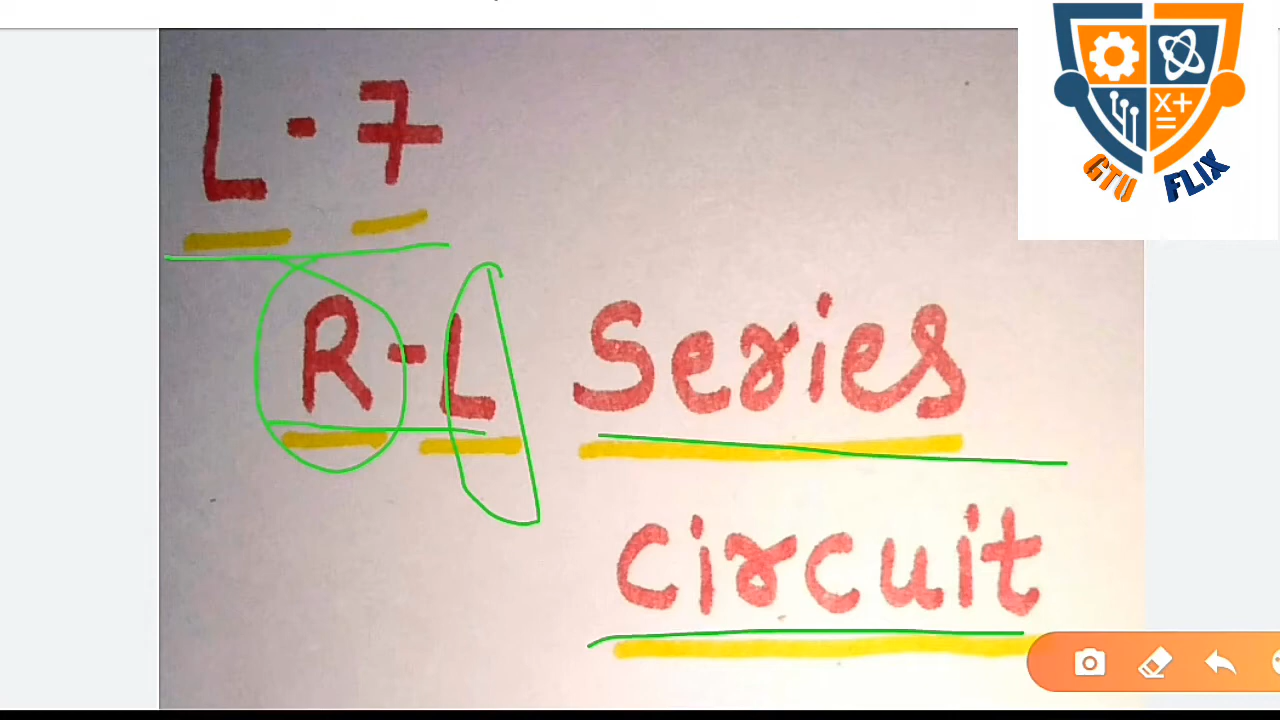 L - 7
R - L Series
circuit
X+
=
GTU FLIX